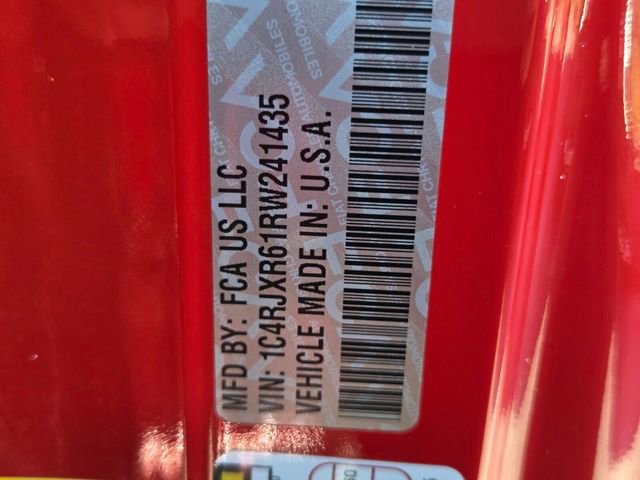 MFD BY: FCA US LLC
VIN: 1C4RJXR61RW241435
VEHICLE MADE IN: U.S.A.